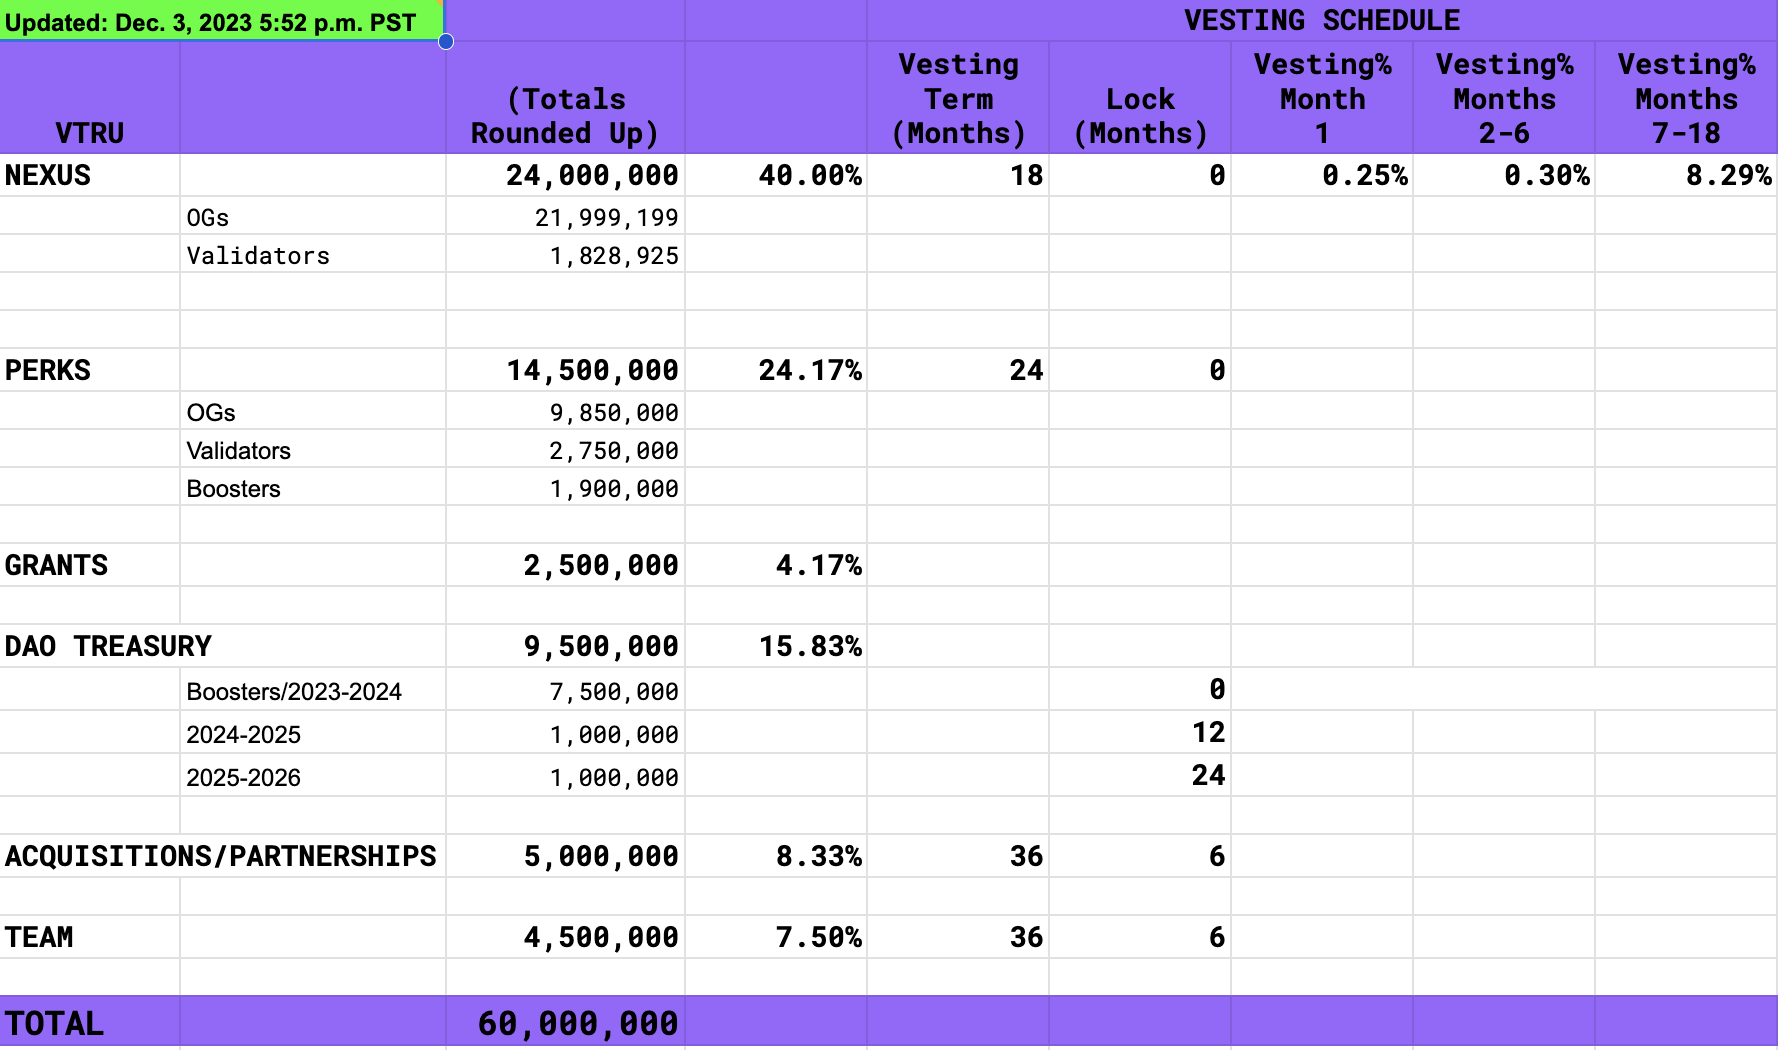 Updated: Dec. 3, 2023 5:52 p.m. PST VESTING SCHEDULE
VTRU (Totals Rounded Up) Vesting Term (Months) Lock (Months) Vesting% Month 1 Vesting% Months 2-6 Vesting% Months 7-18
NEXUS 24,000,000 40.00% 18 0 0.25% 0.30% 8.29%
OGs 21,999,199
Validators 1,828,925
PERKS 14,500,000 24.17% 24 0
OGs 9,850,000
Validators 2,750,000
Boosters 1,900,000
GRANTS 2,500,000 4.17%
DAO TREASURY 9,500,000 15.83%
Boosters/2023-2024 7,500,000 0
2024-2025 1,000,000 12
2025-2026 1,000,000 24
ACQUISITIONS/PARTNERSHIPS 5,000,000 8.33% 36 6
TEAM 4,500,000 7.50% 36 6
TOTAL 60,000,000